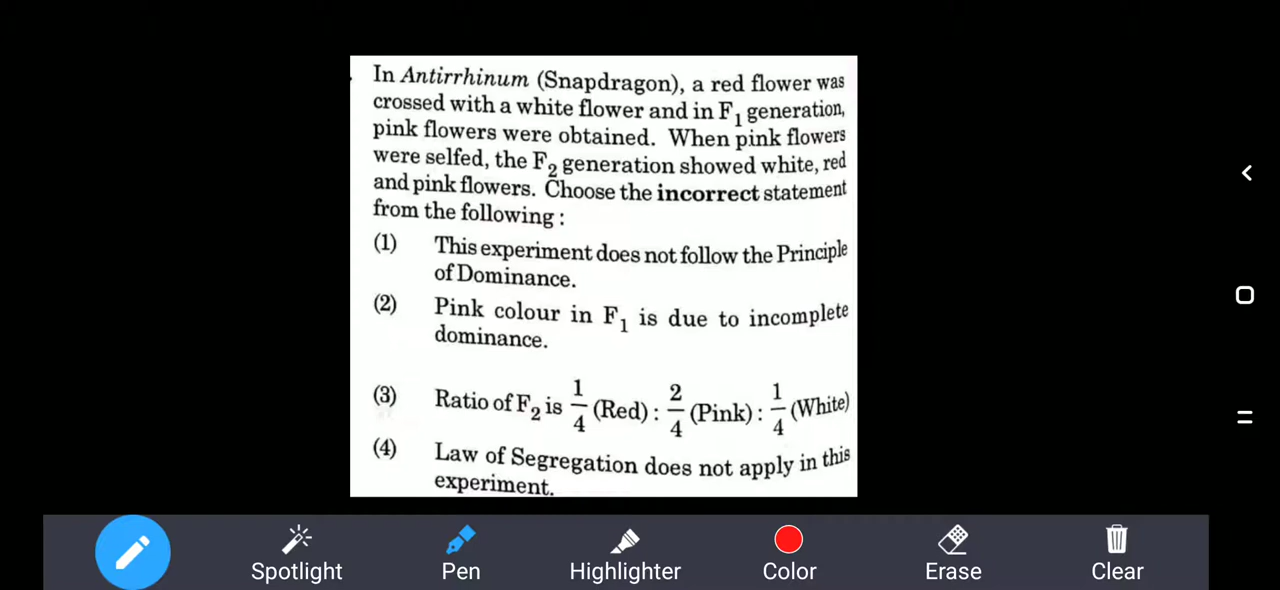 In Antirrhinum (Snapdragon), a red flower was
crossed with a white flower and in F₁ generation,
pink flowers were obtained. When pink flowers
were selfed, the F₂ generation showed white, red
and pink flowers. Choose the incorrect statement
from the following :
(1) This experiment does not follow the Principle
of Dominance.
(2) Pink colour in F₁ is due to incomplete
dominance.
(3) Ratio of F₂ is 1/4 (Red) : 2/4 (Pink) : 1/4 (White)
(4) Law of Segregation does not apply in this
experiment.
Spotlight Pen Highlighter Color Erase Clear